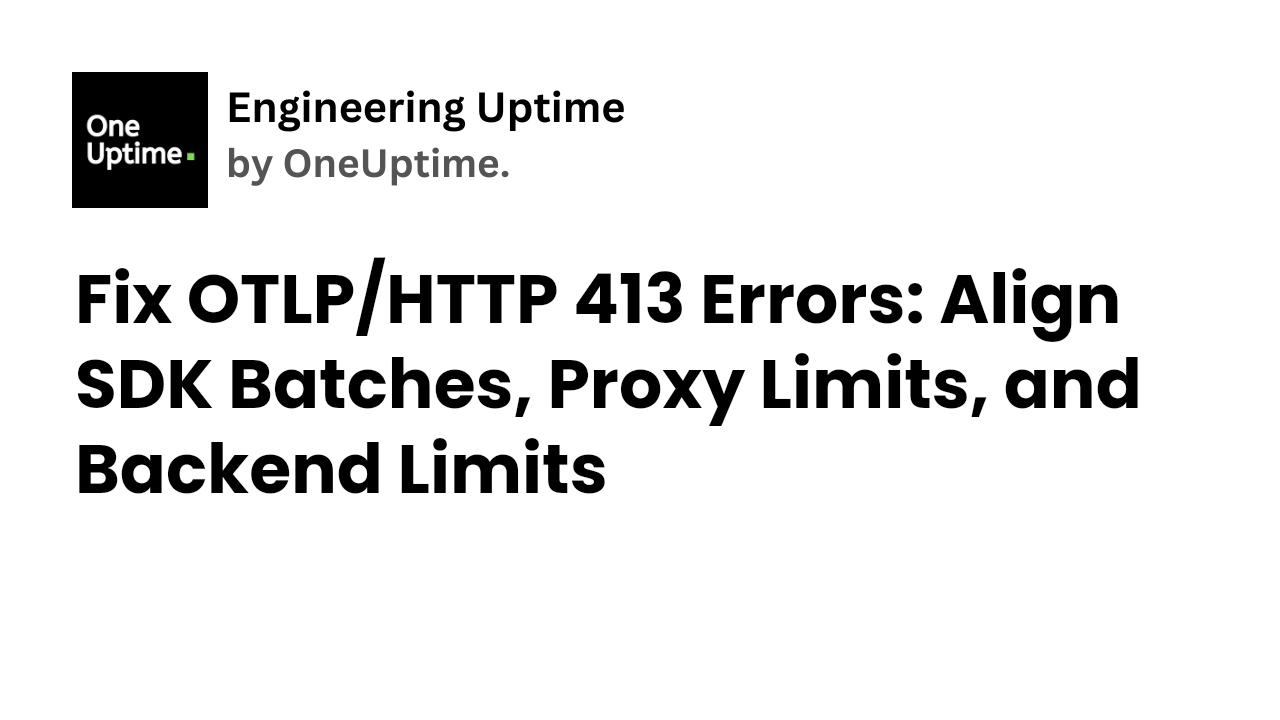 One
Uptime.
Engineering Uptime
by OneUptime.
Fix OTLP/HTTP 413 Errors: Align
SDK Batches, Proxy Limits, and
Backend Limits